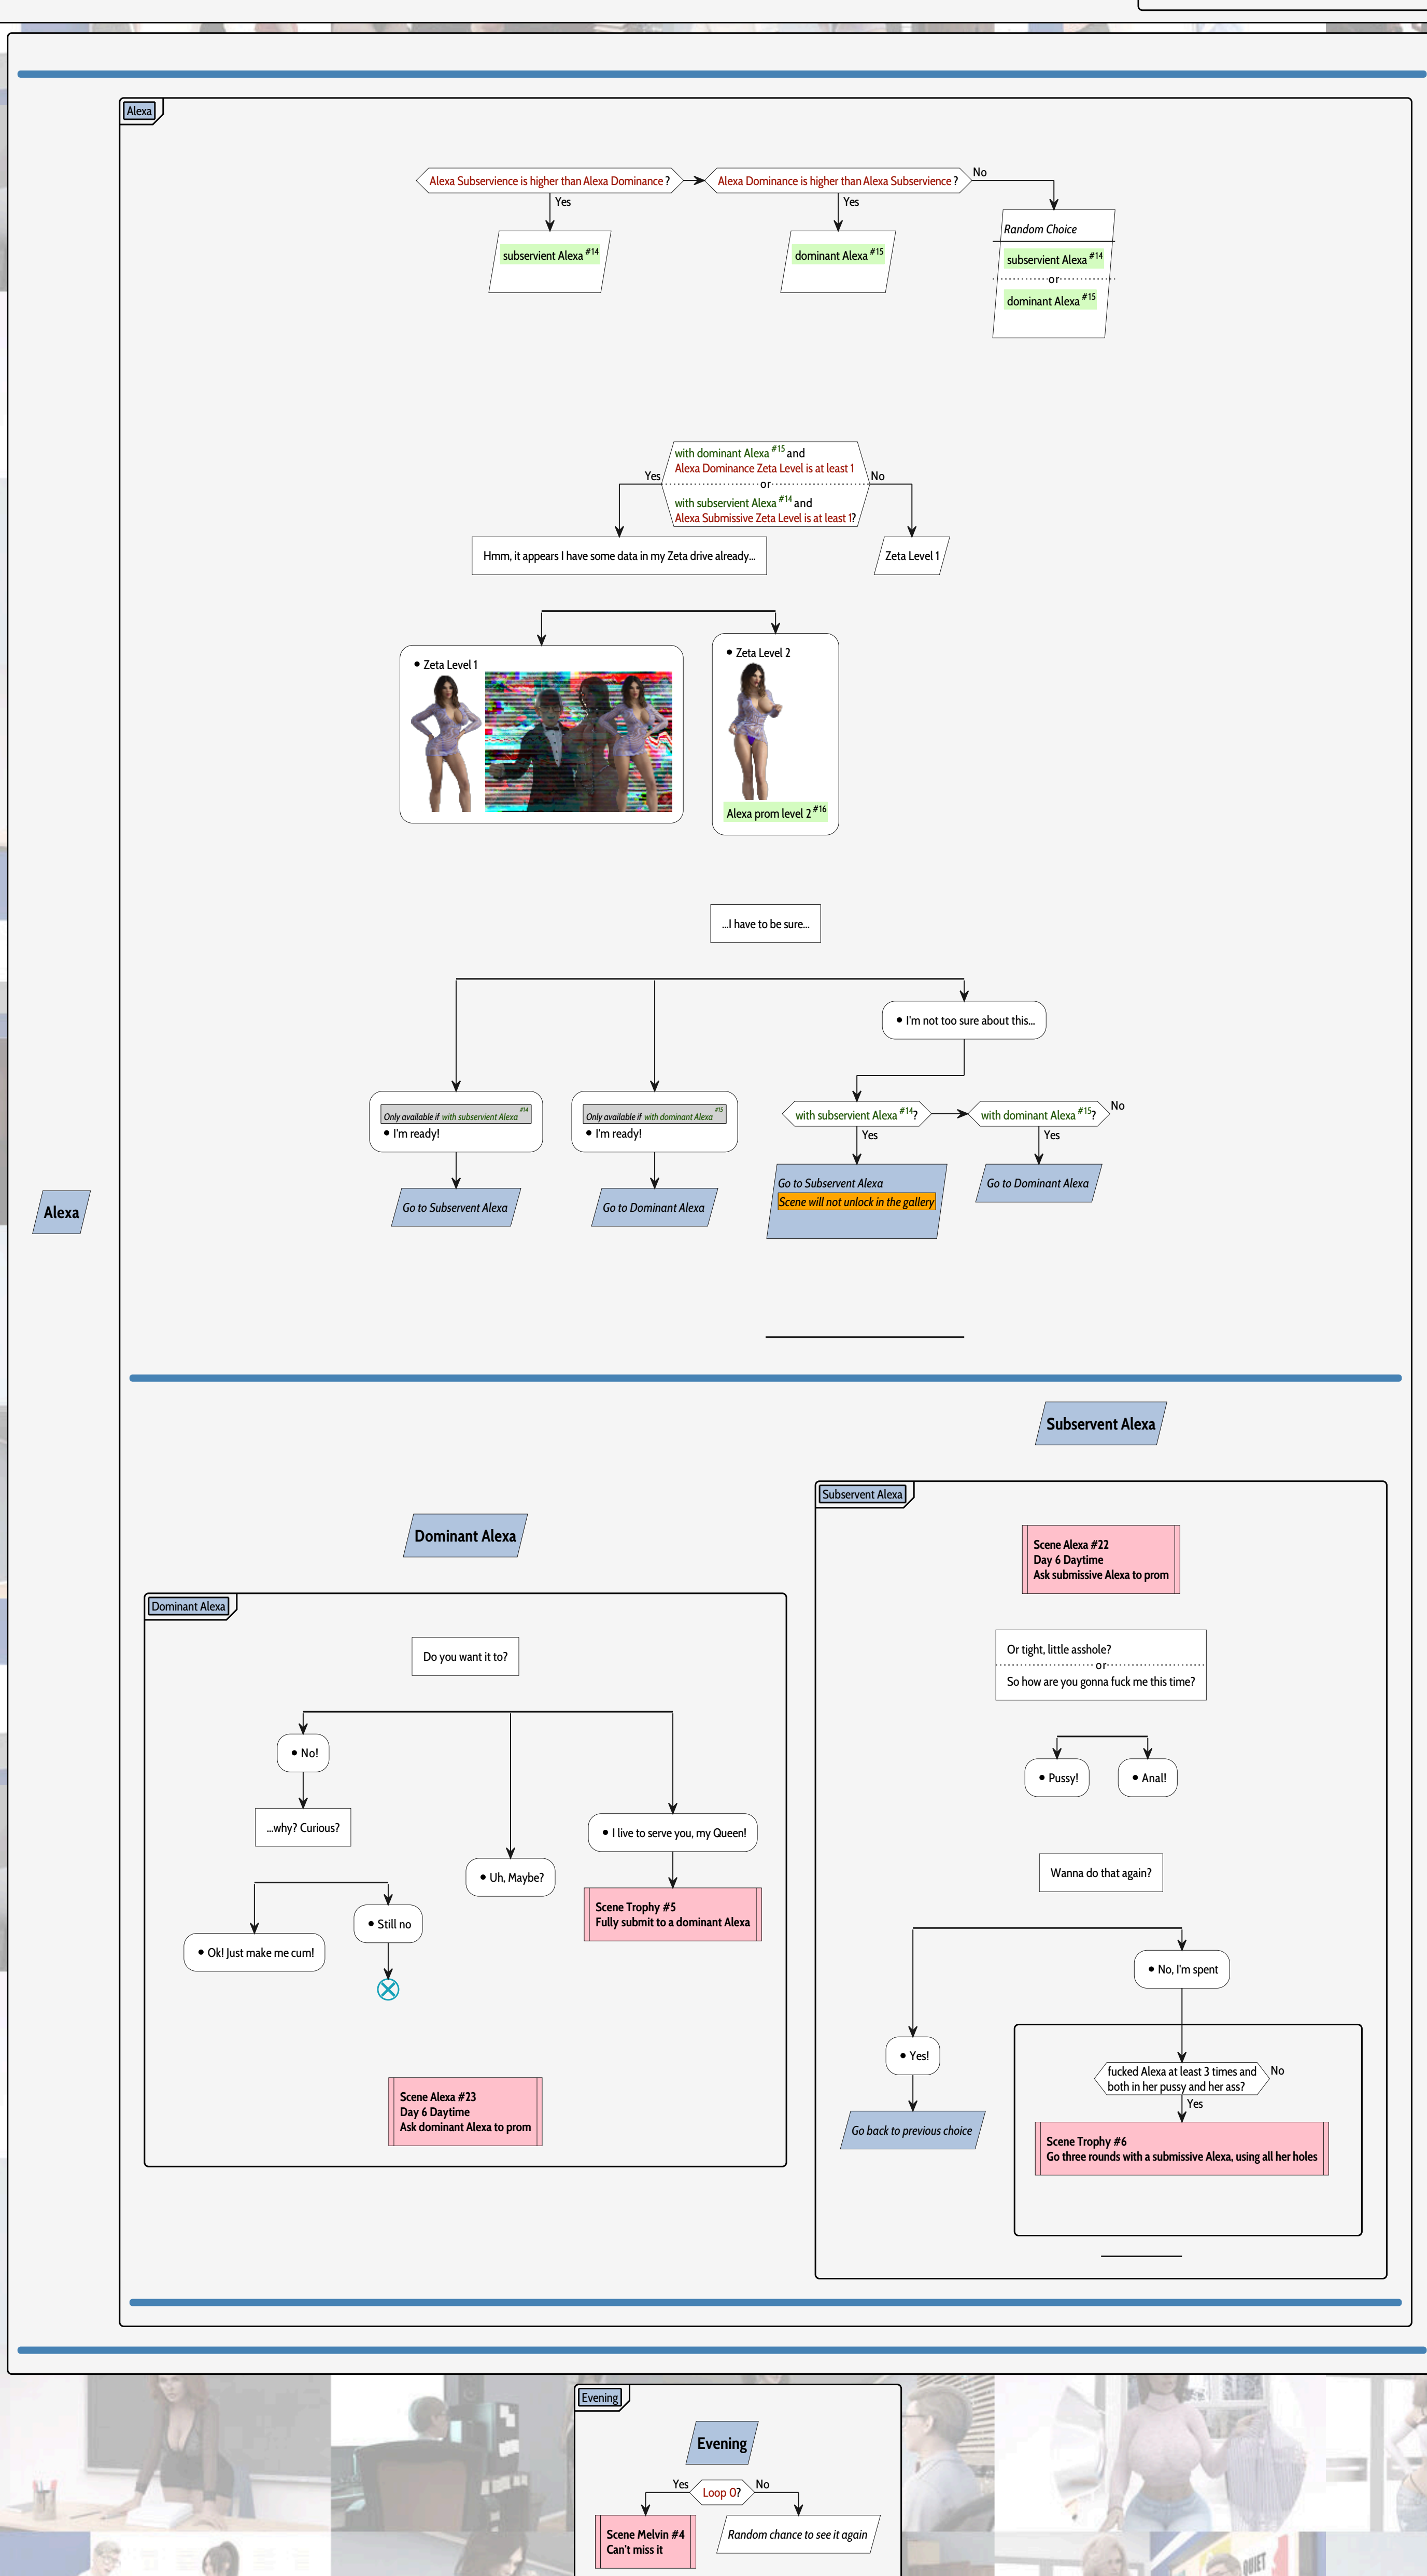 Alexa
Alexa Subservience is higher than Alexa Dominance ?
Alexa Dominance is higher than Alexa Subservience ?
No
Yes
Yes
subservient Alexa #14
dominant Alexa #15
Random Choice
subservient Alexa #14
or
dominant Alexa #15
with dominant Alexa #15 and
Alexa Dominance Zeta Level is at least 1
Yes
or
No
with subservient Alexa #14 and
Alexa Submissive Zeta Level is at least 1?
Hmm, it appears I have some data in my Zeta drive already...
Zeta Level 1
• Zeta Level 1
• Zeta Level 2
Alexa prom level 2 #16
...I have to be sure...
• I'm not too sure about this...
Only available if with subservient Alexa #14
• I'm ready!
Only available if with dominant Alexa #15
• I'm ready!
with subservient Alexa #14?
with dominant Alexa #15?
No
Yes
Yes
Go to Subservent Alexa
Go to Dominant Alexa
Go to Subservent Alexa
Scene will not unlock in the gallery
Go to Dominant Alexa
Alexa
Subservent Alexa
Dominant Alexa
Subservent Alexa
Scene Alexa #22
Day 6 Daytime
Ask submissive Alexa to prom
Dominant Alexa
Do you want it to?
Or tight, little asshole?
or
So how are you gonna fuck me this time?
• No!
• Pussy!
• Anal!
...why? Curious?
• I live to serve you, my Queen!
• Uh, Maybe?
Wanna do that again?
Scene Trophy #5
Fully submit to a dominant Alexa
• Still no
• Ok! Just make me cum!
• No, I'm spent
• Yes!
fucked Alexa at least 3 times and
both in her pussy and her ass?
No
Yes
Scene Alexa #23
Day 6 Daytime
Ask dominant Alexa to prom
Go back to previous choice
Scene Trophy #6
Go three rounds with a submissive Alexa, using all her holes
Evening
Evening
Yes
Loop 0?
No
Scene Melvin #4
Can't miss it
Random chance to see it again
QUIET